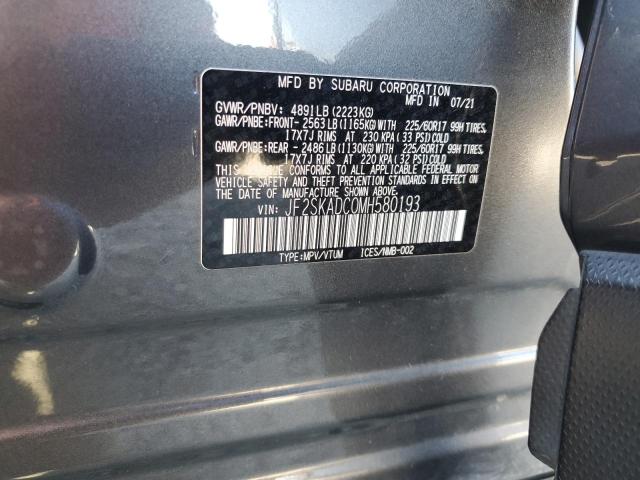 MFD BY SUBARU CORPORATION
MFD IN 07/21
GVWR/PNBV: 4891LB(2223KG)
GAWR/PNBE:FRONT- 2563LB(1165KG)WITH 225/60R17 99H TIRES,
17X7J RIMS AT 230 KPA(33 PSI)COLD
GAWR/PNBE:REAR - 2486LB(1130KG)WITH 225/60R17 99H TIRES,
17X7J RIMS AT 220 KPA(32 PSI)COLD
THIS VEHICLE CONFORMS TO ALL APPLICABLE FEDERAL MOTOR
VEHICLE SAFETY AND THEFT PREVENTION STANDARDS IN EFFECT ON
THE DATE OF MANUFACTURE SHOWN ABOVE.
VIN: JF2SKADC0MH580193
TYPE:MPV/VTUM ICES/NMB-002